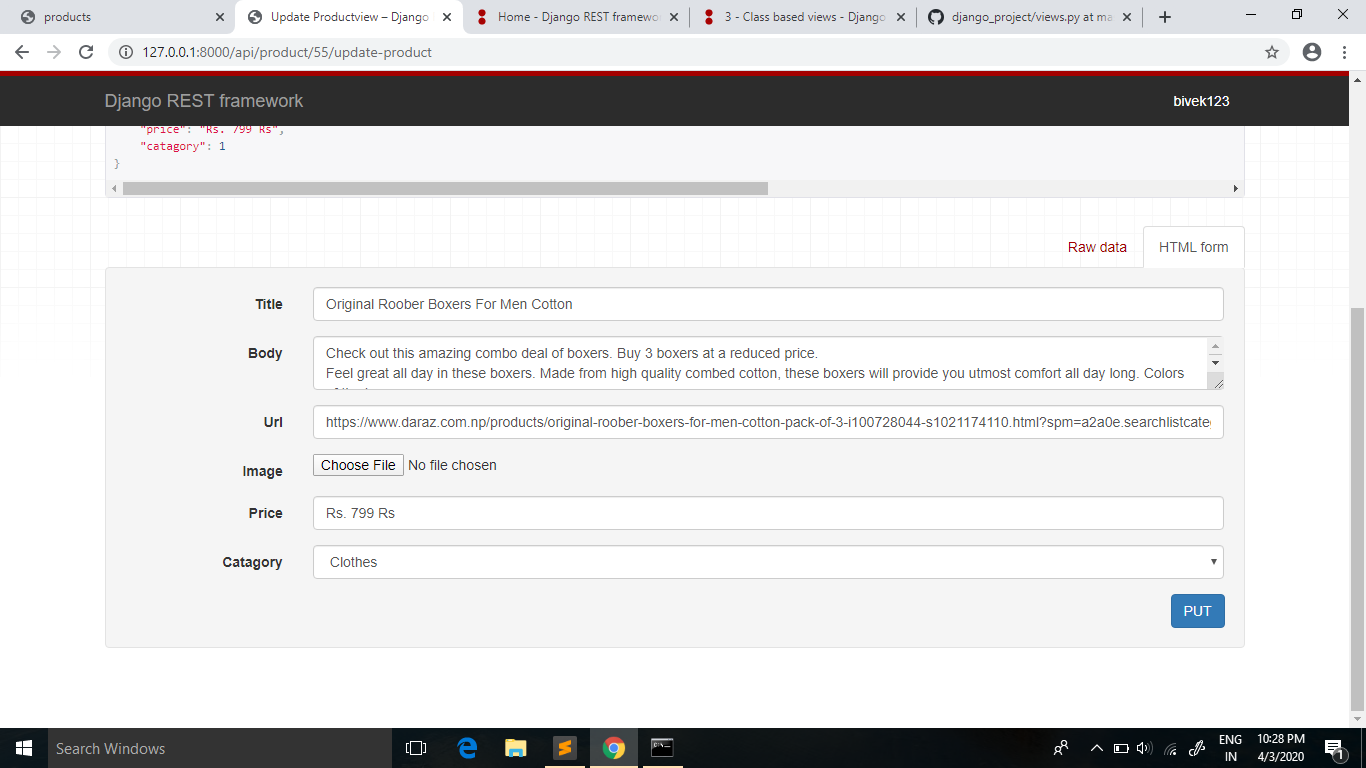 products
Update Productview – Django
Home - Django REST framewo
3 - Class based views - Django
django_project/views.py at ma
127.0.0.1:8000/api/product/55/update-product
Django REST framework
bivek123
"price": "Rs. 799 Rs",
"catagory": 1
}
Raw data
HTML form
Title
Original Roober Boxers For Men Cotton
Body
Check out this amazing combo deal of boxers. Buy 3 boxers at a reduced price.
Feel great all day in these boxers. Made from high quality combed cotton, these boxers will provide you utmost comfort all day long. Colors
Url
https://www.daraz.com.np/products/original-roober-boxers-for-men-cotton-pack-of-3-i100728044-s1021174110.html?spm=a2a0e.searchlistcate
Image
Choose File No file chosen
Price
Rs. 799 Rs
Catagory
Clothes
PUT
Search Windows
ENG
IN
10:28 PM
4/3/2020
1